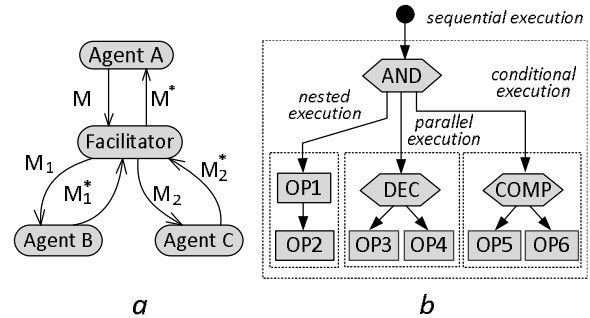 Agent A
M
M*
Facilitator
M1
M1*
M2
M2*
Agent B
Agent C
a
sequential execution
AND
nested
execution
parallel
execution
conditional
execution
OP1
DEC
COMP
OP2
OP3
OP4
OP5
OP6
b